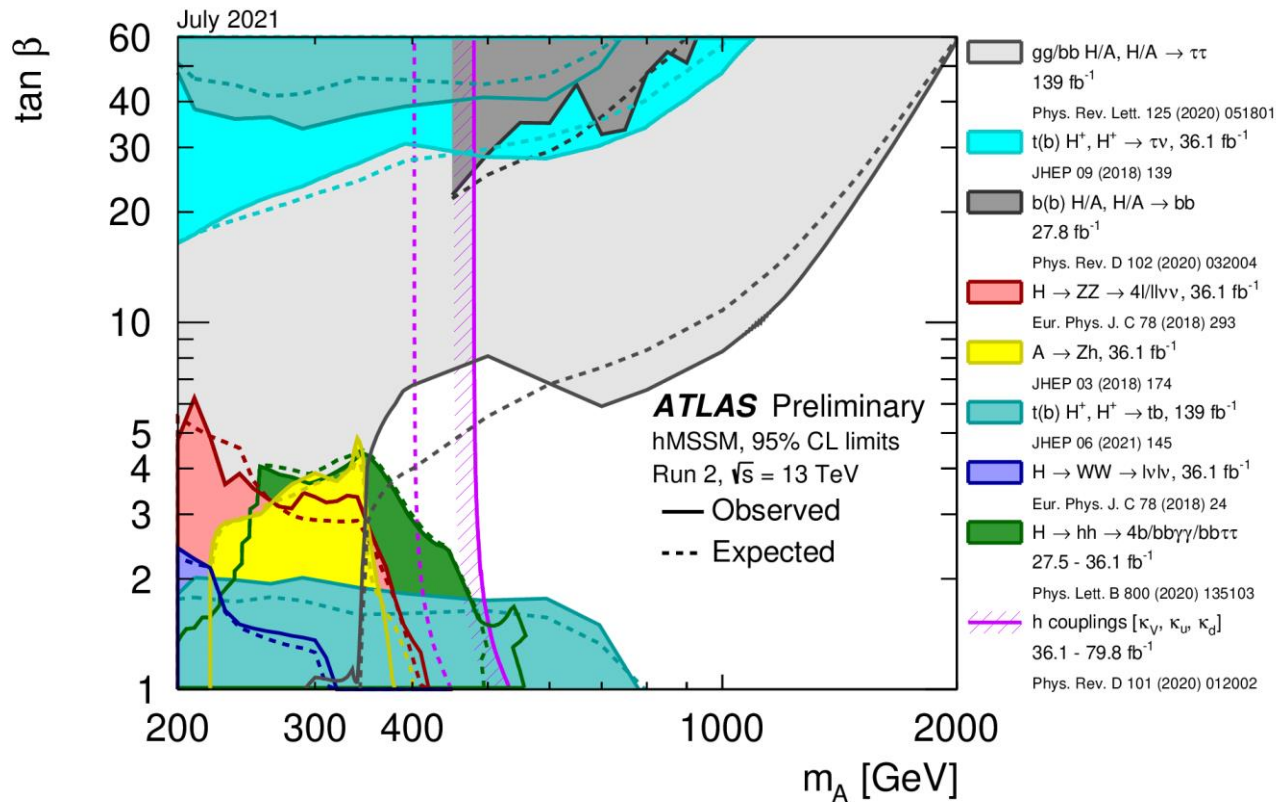 July 2021
tan β
60
40
30
20
10
5
4
3
2
1
200
300
400
1000
2000
m_A [GeV]
ATLAS Preliminary
hMSSM, 95% CL limits
Run 2, √s = 13 TeV
Observed
Expected
gg/bb H/A, H/A → ττ
139 fb⁻¹
Phys. Rev. Lett. 125 (2020) 051801
t(b) H⁺, H⁺ → τν, 36.1 fb⁻¹
JHEP 09 (2018) 139
b(b) H/A, H/A → bb
27.8 fb⁻¹
Phys. Rev. D 102 (2020) 032004
H → ZZ → 4l/llνν, 36.1 fb⁻¹
Eur. Phys. J. C 78 (2018) 293
A → Zh, 36.1 fb⁻¹
JHEP 03 (2018) 174
t(b) H⁺, H⁺ → tb, 139 fb⁻¹
JHEP 06 (2021) 145
H → WW → lνlν, 36.1 fb⁻¹
Eur. Phys. J. C 78 (2018) 24
H → hh → 4b/bbγγ/bbττ
27.5 - 36.1 fb⁻¹
Phys. Lett. B 800 (2020) 135103
h couplings [κ_V, κ_u, κ_d]
36.1 - 79.8 fb⁻¹
Phys. Rev. D 101 (2020) 012002